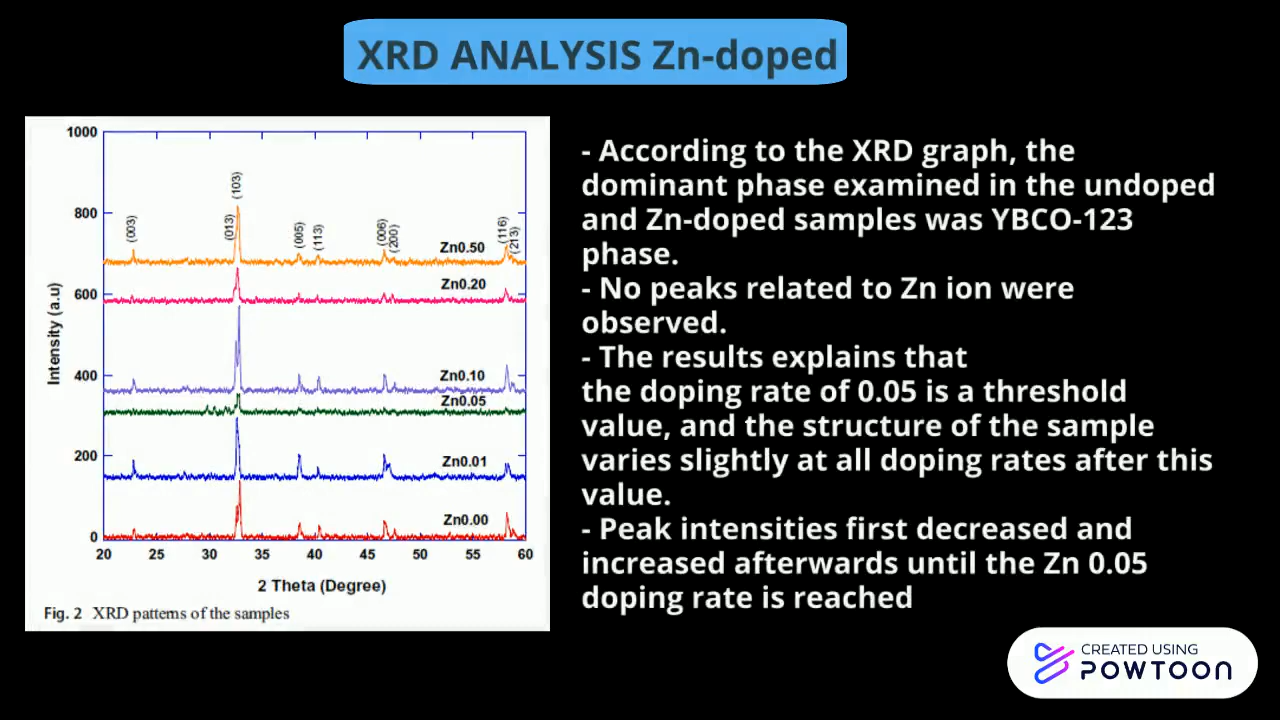 XRD ANALYSIS Zn-doped
1000
800
600
400
200
0
Intensity (a.u)
(003)
(013)
(103)
(005)
(113)
(006)
(200)
(116)
(213)
Zn0.50
Zn0.20
Zn0.10
Zn0.05
Zn0.01
Zn0.00
20 25 30 35 40 45 50 55 60
2 Theta (Degree)
Fig. 2 XRD patterns of the samples
- According to the XRD graph, the
dominant phase examined in the undoped
and Zn-doped samples was YBCO-123
phase.
- No peaks related to Zn ion were
observed.
- The results explains that
the doping rate of 0.05 is a threshold
value, and the structure of the sample
varies slightly at all doping rates after this
value.
- Peak intensities first decreased and
increased afterwards until the Zn 0.05
doping rate is reached
CREATED USING
POWTOON